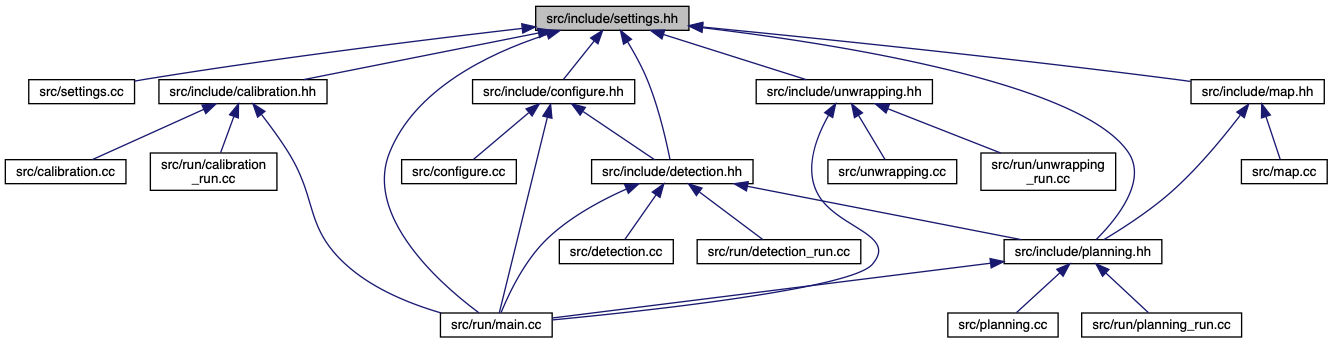 src/include/settings.hh
src/settings.cc
src/include/calibration.hh
src/include/configure.hh
src/include/unwrapping.hh
src/include/map.hh
src/calibration.cc
src/run/calibration
_run.cc
src/configure.cc
src/include/detection.hh
src/unwrapping.cc
src/run/unwrapping
_run.cc
src/map.cc
src/detection.cc
src/run/detection_run.cc
src/include/planning.hh
src/run/main.cc
src/planning.cc
src/run/planning_run.cc